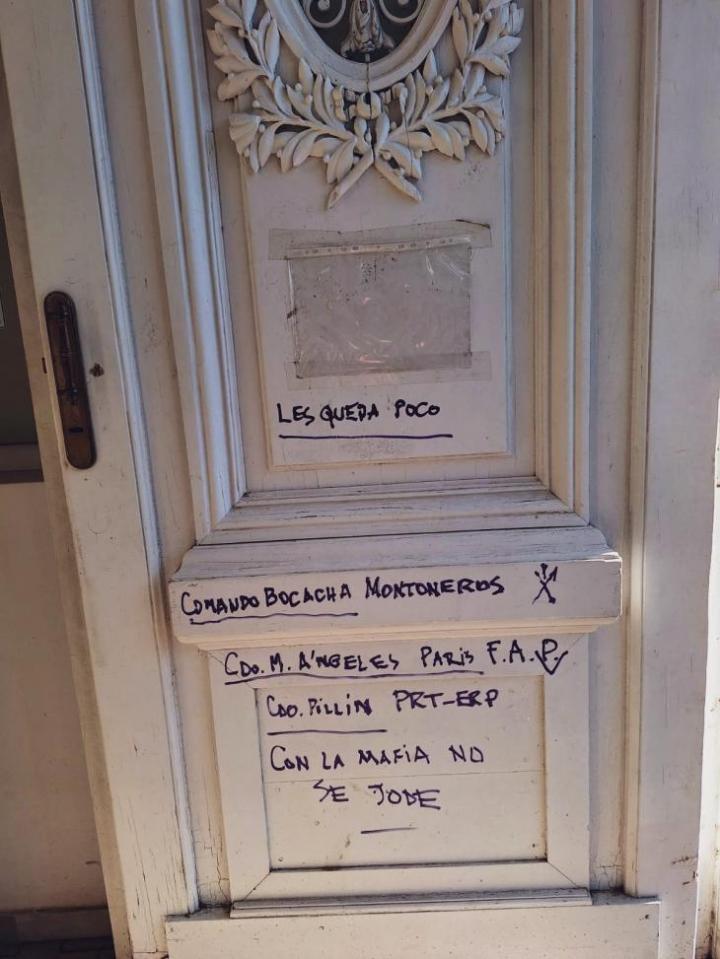 LES QUEDA POCO
COMANDO BOCACHA MONTONEROS
CDO. M. A'NGELES PARIS F.A.P.
CDO. PILLIN PRT-ERP
CON LA MAFIA NO
SE JODE